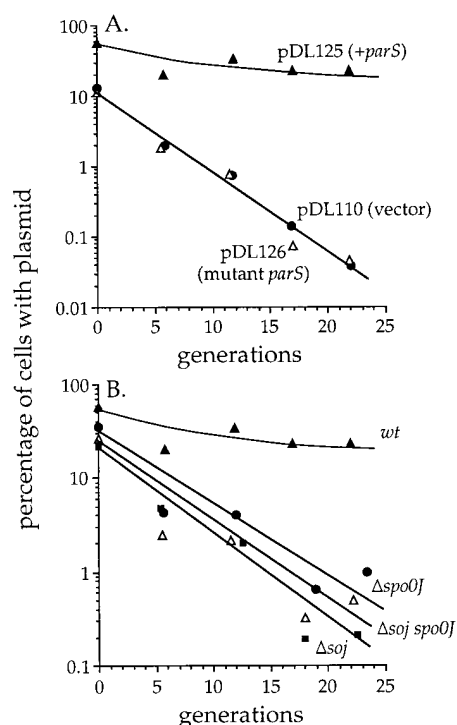 A.
100
10
1
0.1
0.01
pDL125 (+parS)
pDL110 (vector)
pDL126
(mutant parS)
0 5 10 15 20 25
generations
percentage of cells with plasmid
B.
100
10
1
0.1
wt
Δspo0J
Δsoj spo0J
Δsoj
0 5 10 15 20 25
generations